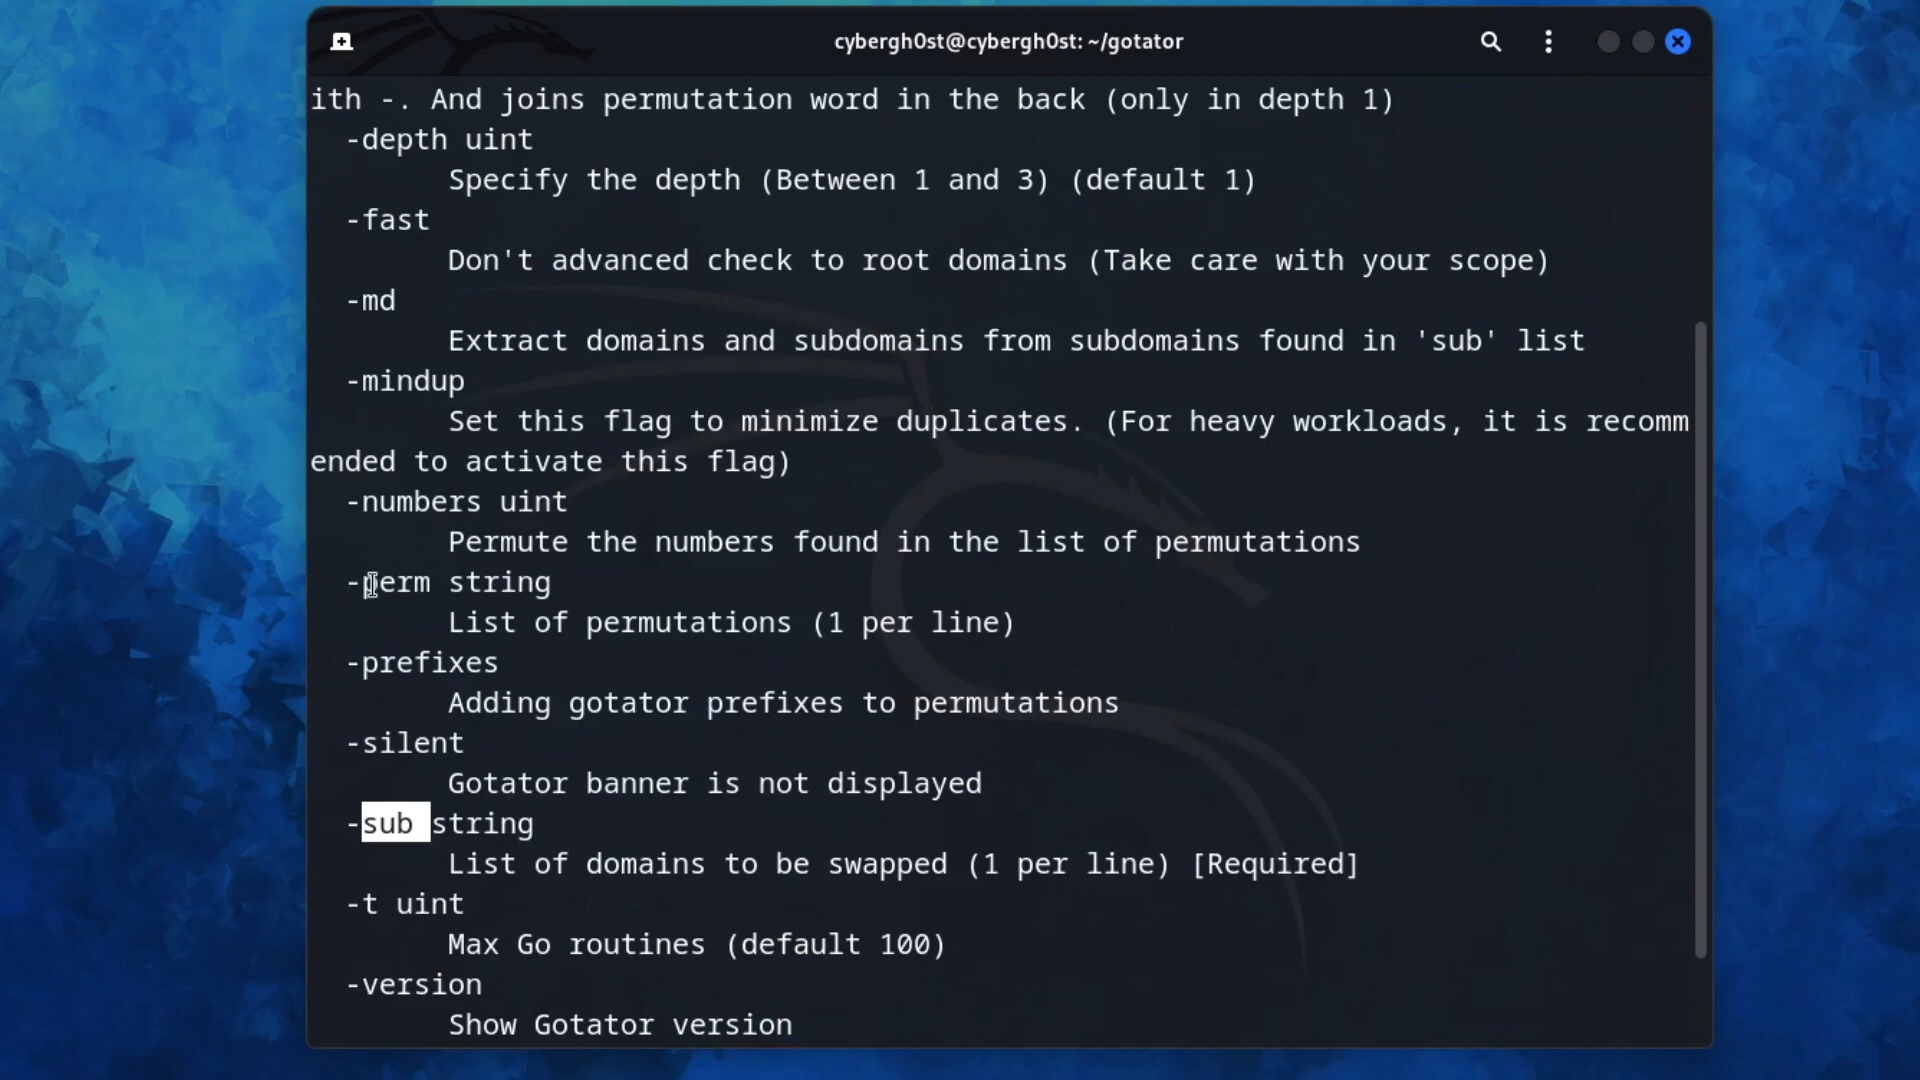 cybergh0st@cybergh0st: ~/gotator
ith -. And joins permutation word in the back (only in depth 1)
-depth uint
Specify the depth (Between 1 and 3) (default 1)
-fast
Don't advanced check to root domains (Take care with your scope)
-md
Extract domains and subdomains from subdomains found in 'sub' list
-mindup
Set this flag to minimize duplicates. (For heavy workloads, it is recomm
ended to activate this flag)
-numbers uint
Permute the numbers found in the list of permutations
-perm string
List of permutations (1 per line)
-prefixes
Adding gotator prefixes to permutations
-silent
Gotator banner is not displayed
-sub string
List of domains to be swapped (1 per line) [Required]
-t uint
Max Go routines (default 100)
-version
Show Gotator version